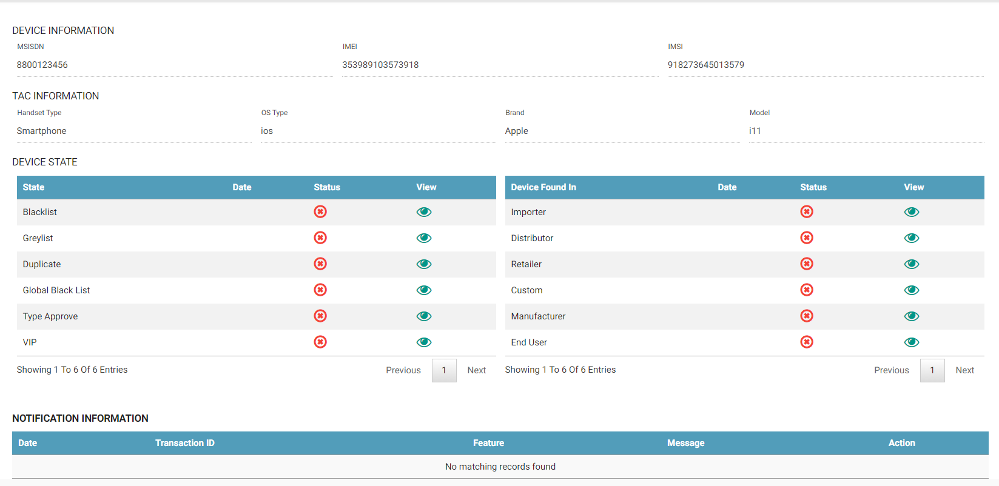 DEVICE INFORMATION
MSISDN IMEI IMSI
8800123456 353989103573918 918273645013579
TAC INFORMATION
Handset Type OS Type Brand Model
Smartphone ios Apple i11
DEVICE STATE
State Date Status View Device Found In Date Status View
Blacklist Importer
Greylist Distributor
Duplicate Retailer
Global Black List Custom
Type Approve Manufacturer
VIP End User
Showing 1 To 6 Of 6 Entries Previous 1 Next Showing 1 To 6 Of 6 Entries Previous 1 Next
NOTIFICATION INFORMATION
Date Transaction ID Feature Message Action
No matching records found